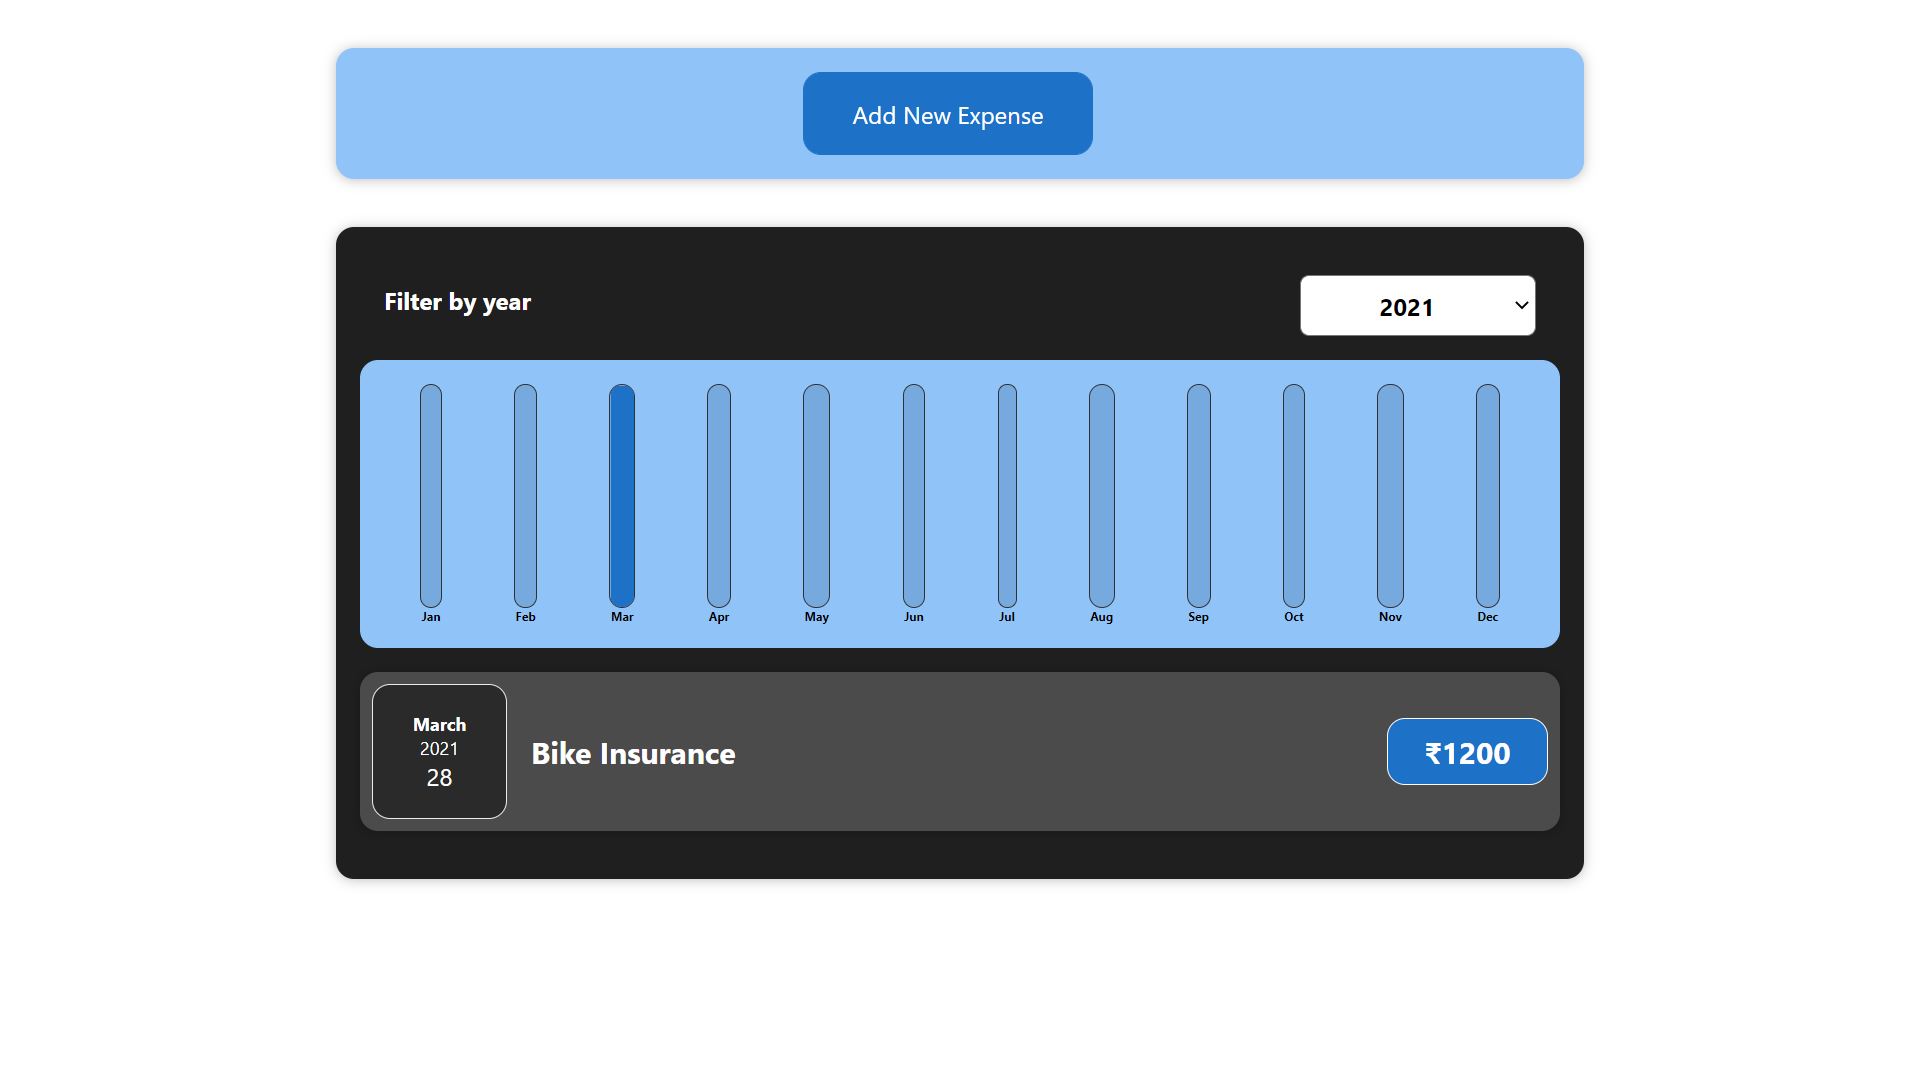 Add New Expense
Filter by year
2021
Jan Feb Mar Apr May Jun Jul Aug Sep Oct Nov Dec
March
2021
28
Bike Insurance
₹1200